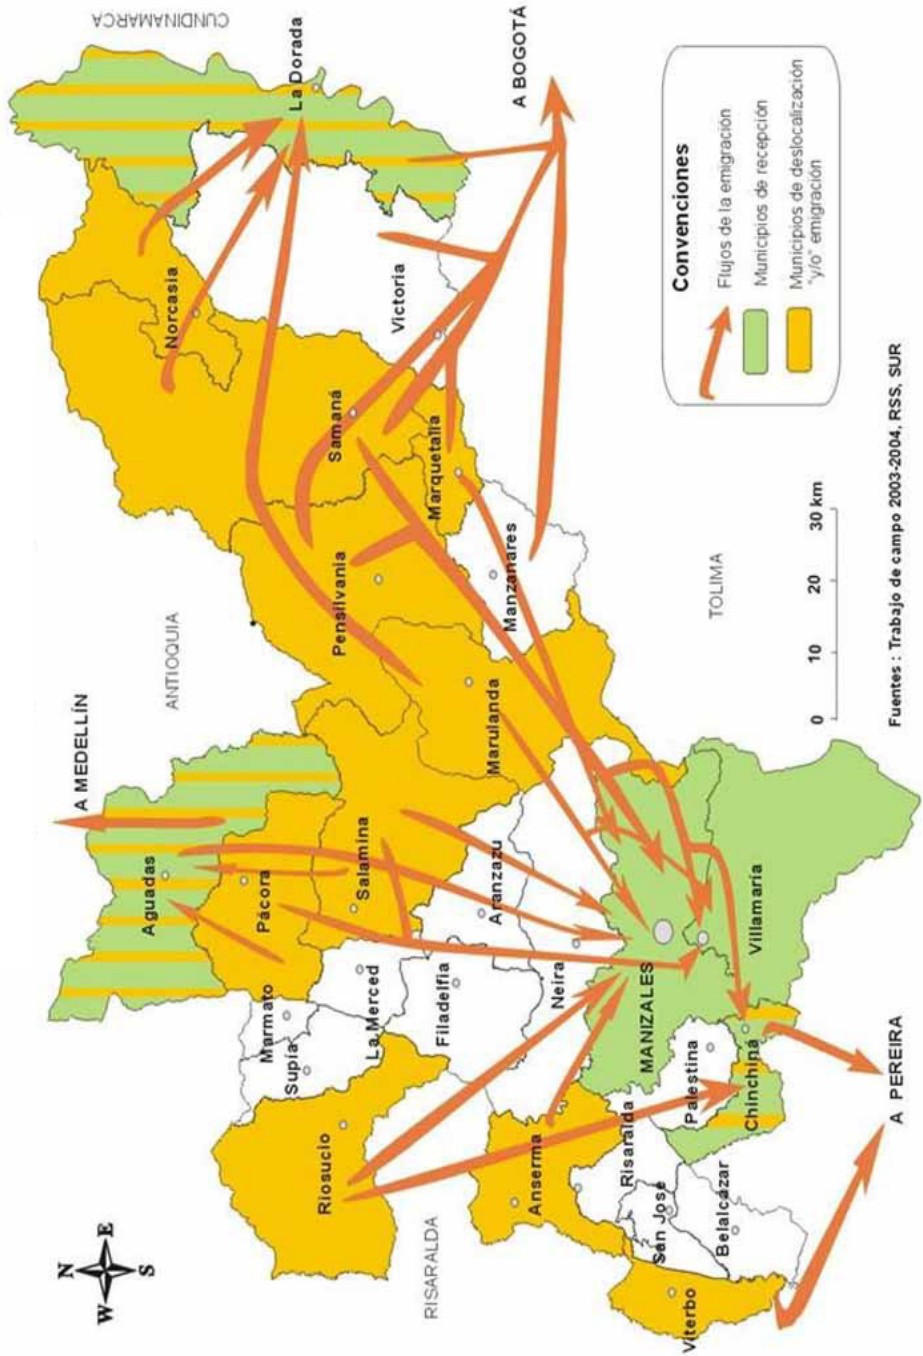 CUNDINAMARCA
A MEDELLÍN
ANTIOQUIA
N
W
E
S
Aguadas
Pácora
Marmato
Supía
La Merced
Riosucio
RISARALDA
Salamina
Aranzazu
Filadelfia
Neira
Anserma
Risaralda
San José
Belalcázar
Viterbo
Palestina
Chinchiná
MANIZALES
Villamaría
A PEREIRA
Marulanda
Pensilvania
Manzanares
Marquetalia
Samaná
Norcasia
Victoria
La Dorada
A BOGOTÁ
TOLIMA
0
10
20
30 km
Convenciones
Flujos de la emigración
Municipios de recepción
Municipios de deslocalización
"y/o" emigración
Fuentes : Trabajo de campo 2003-2004, RSS, SUR